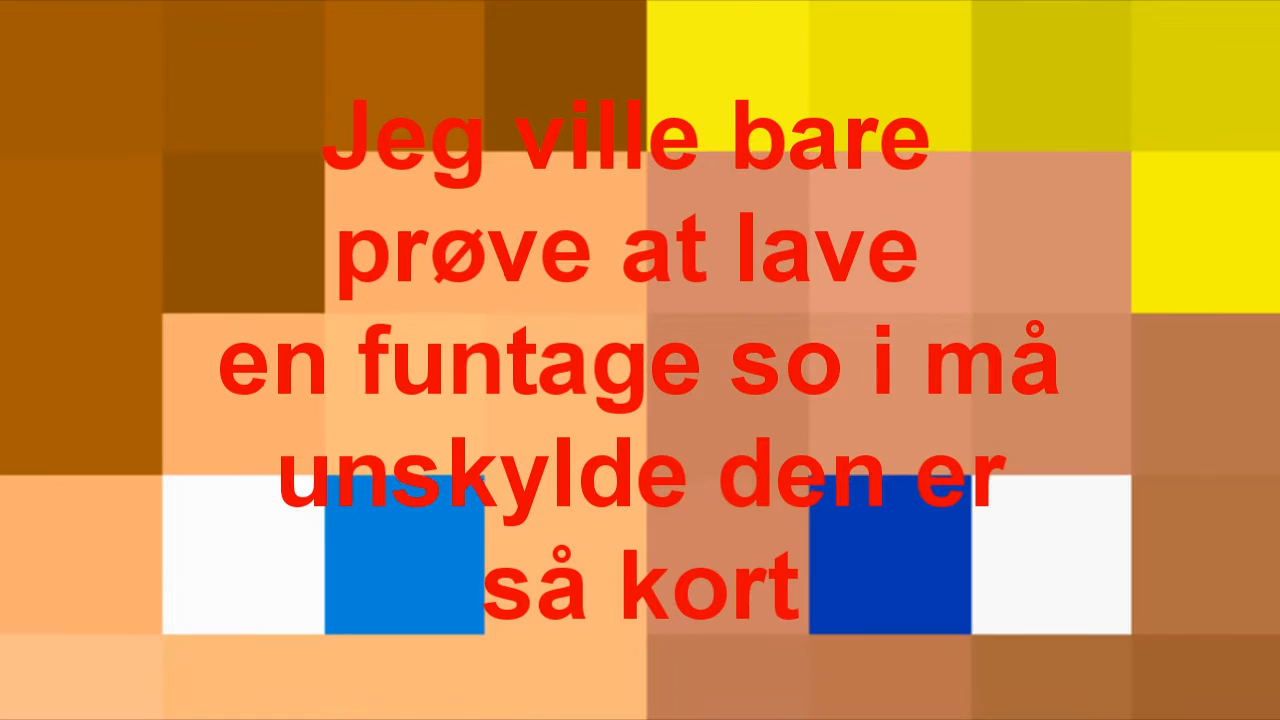 Jeg ville bare
prøve at lave
en funtage so i må
unskylde den er
så kort